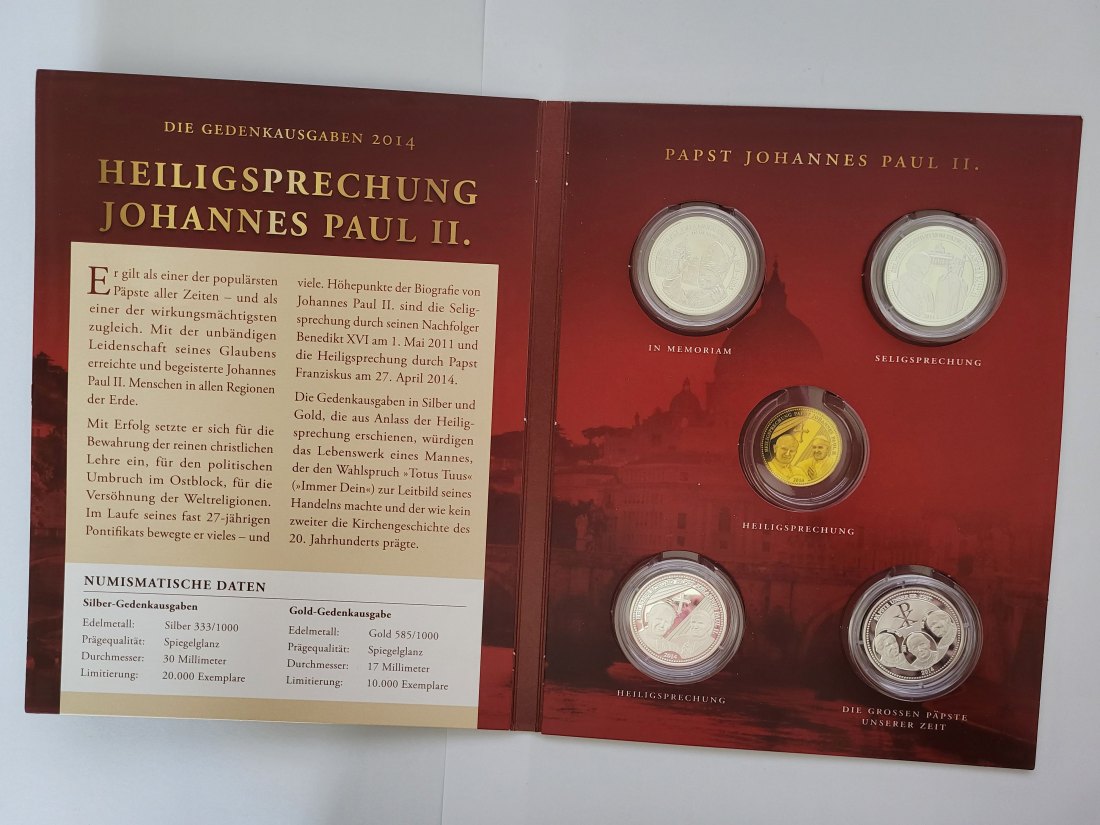 DIE GEDENKAUSGABEN 2014
HEILIGSPRECHUNG
JOHANNES PAUL II.
Er gilt als einer der populärsten
Päpste aller Zeiten – und als
einer der wirkungsmächtigsten
zugleich. Mit der unbändigen
Leidenschaft seines Glaubens
erreichte und begeisterte Johannes
Paul II. Menschen in allen Regionen
der Erde.
Mit Erfolg setzte er sich für die
Bewahrung der reinen christlichen
Lehre ein, für den politischen
Umbruch im Ostblock, für die
Versöhnung der Weltreligionen.
Im Laufe seines fast 27-jährigen
Pontifikats bewegte er vieles – und
viele. Höhepunkte der Biografie von
Johannes Paul II. sind die Selig-
sprechung durch seinen Nachfolger
Benedikt XVI am 1. Mai 2011 und
die Heiligsprechung durch Papst
Franziskus am 27. April 2014.
Die Gedenkausgaben in Silber und
Gold, die aus Anlass der Heilig-
sprechung erschienen, würdigen
das Lebenswerk eines Mannes,
der den Wahlspruch »Totus Tuus«
(»Immer Dein«) zu Leitbild seines
Handelns machte und der wie kein
zweiter die Kirchengeschichte des
20. Jahrhunderts prägte.
NUMISMATISCHE DATEN
Silber-Gedenkausgaben
Edelmetall: Silber 333/1000
Prägequalität: Spiegelglanz
Durchmesser: 30 Millimeter
Limitierung: 20.000 Exemplare
Gold-Gedenkausgabe
Edelmetall: Gold 585/1000
Prägequalität: Spiegelglanz
Durchmesser: 17 Millimeter
Limitierung: 10.000 Exemplare
PAPST JOHANNES PAUL II.
IN MEMORIAM
SELIGSPRECHUNG
2014
HEILIGSPRECHUNG
HEILIGSPRECHUNG
2014
DIE GROSSEN PÄPSTE
UNSERER ZEIT